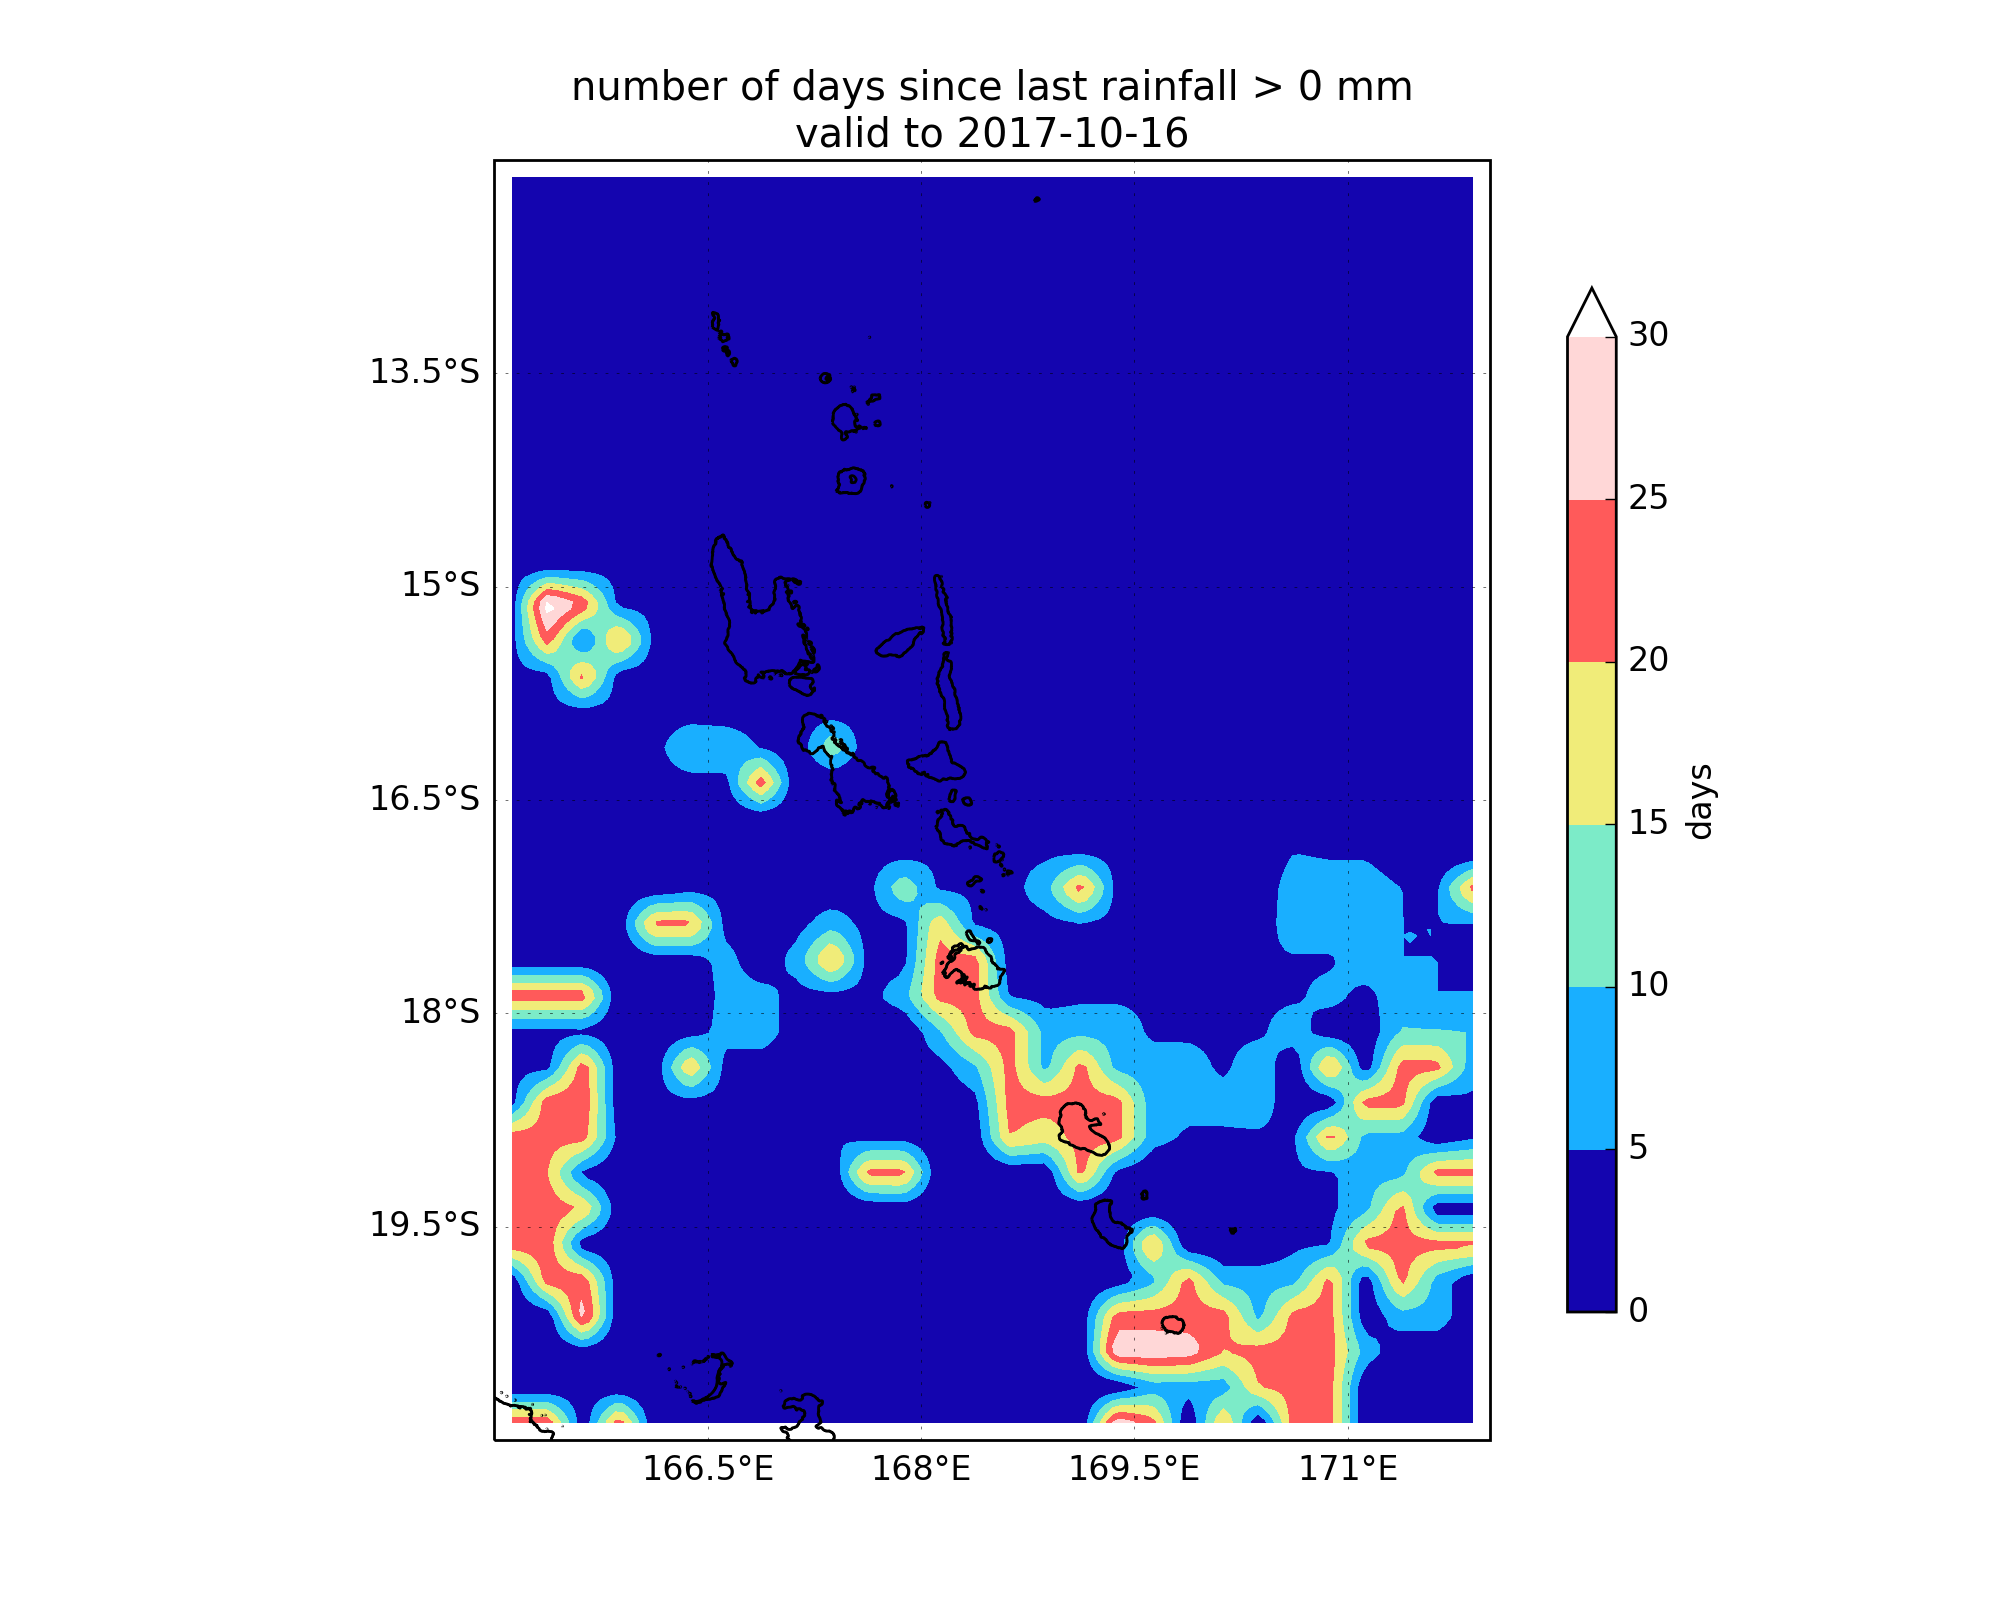 number of days since last rainfall > 0 mm
valid to 2017-10-16
13.5°S
15°S
16.5°S
18°S
19.5°S
166.5°E
168°E
169.5°E
171°E
30
25
20
15
10
5
0
days